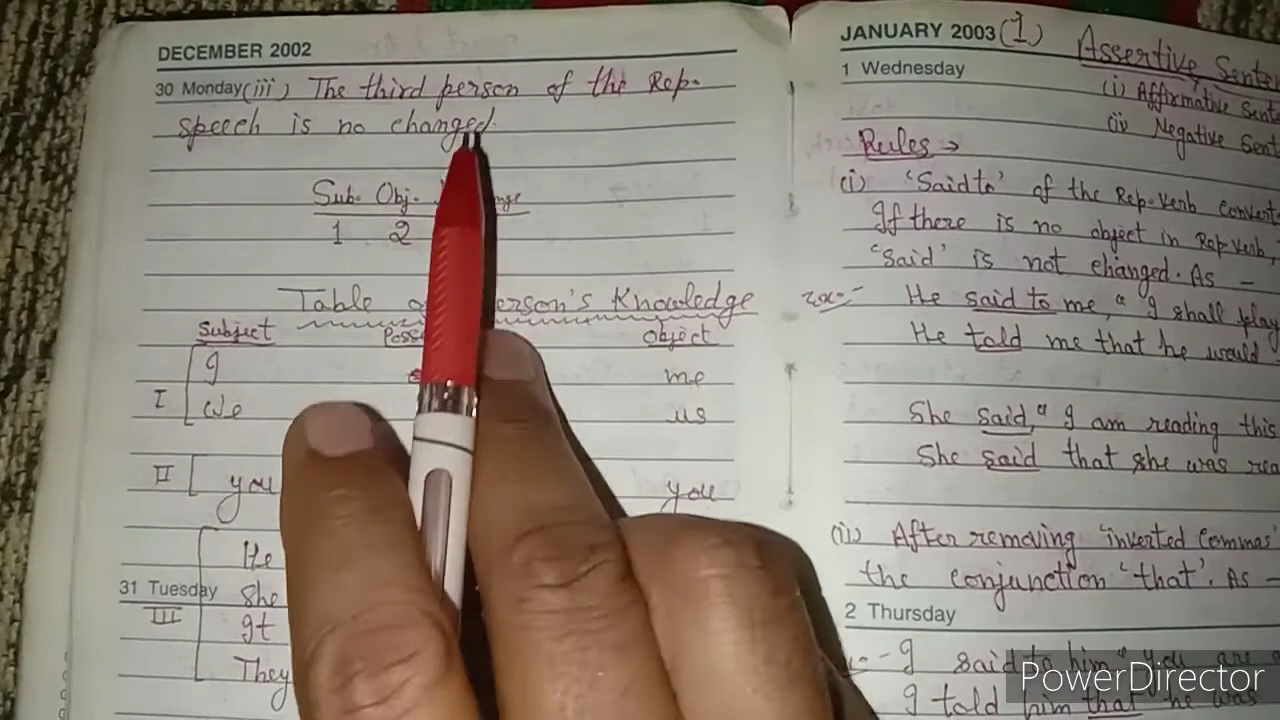 DECEMBER 2002
30 Monday (iii) The third person of the Rep.
speech is no changed.
Sub. Obj.
1 2
Table Person's Knowledge
Subject Object
I me
I We us
II you you
He
31 Tuesday She
III It
They
JANUARY 2003 (1) Assertive
1 Wednesday (i) Affirmative
(ii) Negative
Rules →
(i) 'Said to' of the Rep. verb
If there is no object in Rep. verb,
'said' is not changed. As —
He said to me, "I shall play
He told me that he would
She said, "I am reading this
She said that she was
(ii) After removing 'inverted Commas'
the conjunction 'that'. As —
2 Thursday
I said to him "You are
I told him that he was
PowerDirector